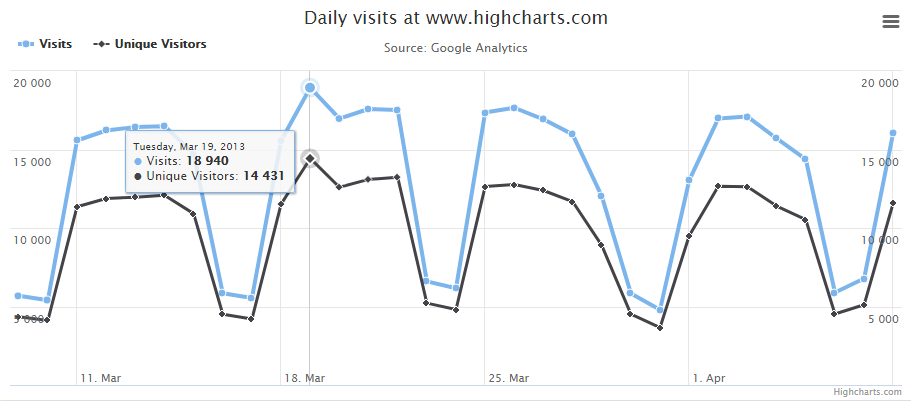 Daily visits at www.highcharts.com
Visits
Unique Visitors
Source: Google Analytics
20 000
20 000
Tuesday, Mar 19, 2013
Visits: 18 940
Unique Visitors: 14 431
15 000
15 000
10 000
10 000
5 000
5 000
11. Mar
18. Mar
25. Mar
1. Apr
Highcharts.com